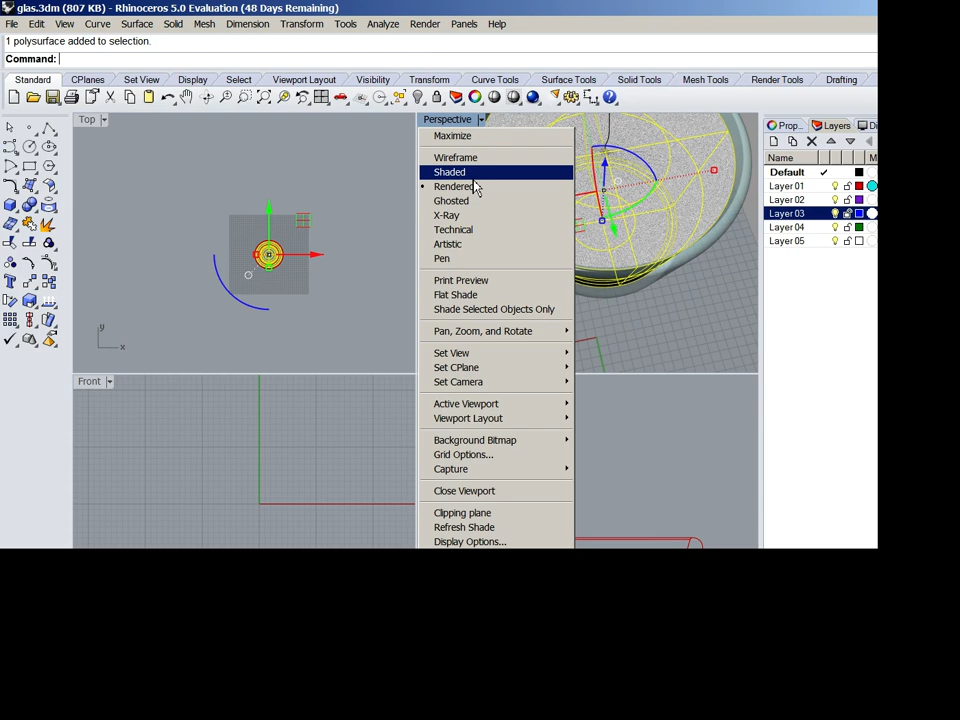 glas.3dm (807 KB) - Rhinoceros 5.0 Evaluation (48 Days Remaining)
File Edit View Curve Surface Solid Mesh Dimension Transform Tools Analyze Render Panels Help
1 polysurface added to selection.
Command:
Standard CPlanes Set View Display Select Viewport Layout Visibility Transform Curve Tools Surface Tools Solid Tools Mesh Tools Render Tools Drafting
Top
Perspective
Maximize
Wireframe
Shaded
Rendered
Ghosted
X-Ray
Technical
Artistic
Pen
Print Preview
Flat Shade
Shade Selected Objects Only
Pan, Zoom, and Rotate
Set View
Set CPlane
Set Camera
Active Viewport
Viewport Layout
Background Bitmap
Grid Options...
Capture
Close Viewport
Clipping plane
Refresh Shade
Display Options...
y
x
Front
Prop... Layers Di
Name M
Default
Layer 01
Layer 02
Layer 03
Layer 04
Layer 05